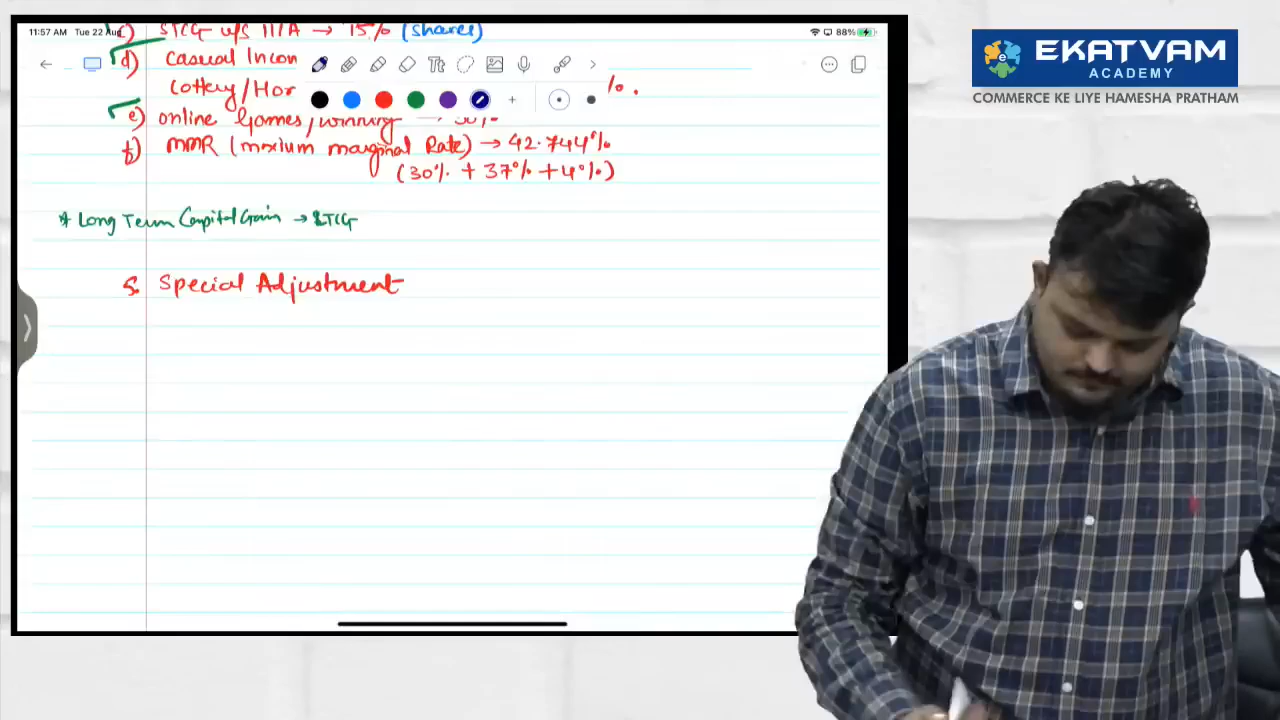 11:57 AM Tue 22 88%
c) STCG u/s 111A → 15% (shares)
d) Casual Incom
Lottery/Hor %.
e) online Games/winning → 30%
f) MMR (maxium marginal Rate) → 42.744%
(30% + 37% + 4%)
* Long Term Capital Gain → LTCG
5. Special Adjustment
EKATVAM
ACADEMY
COMMERCE KE LIYE HAMESHA PRATHAM